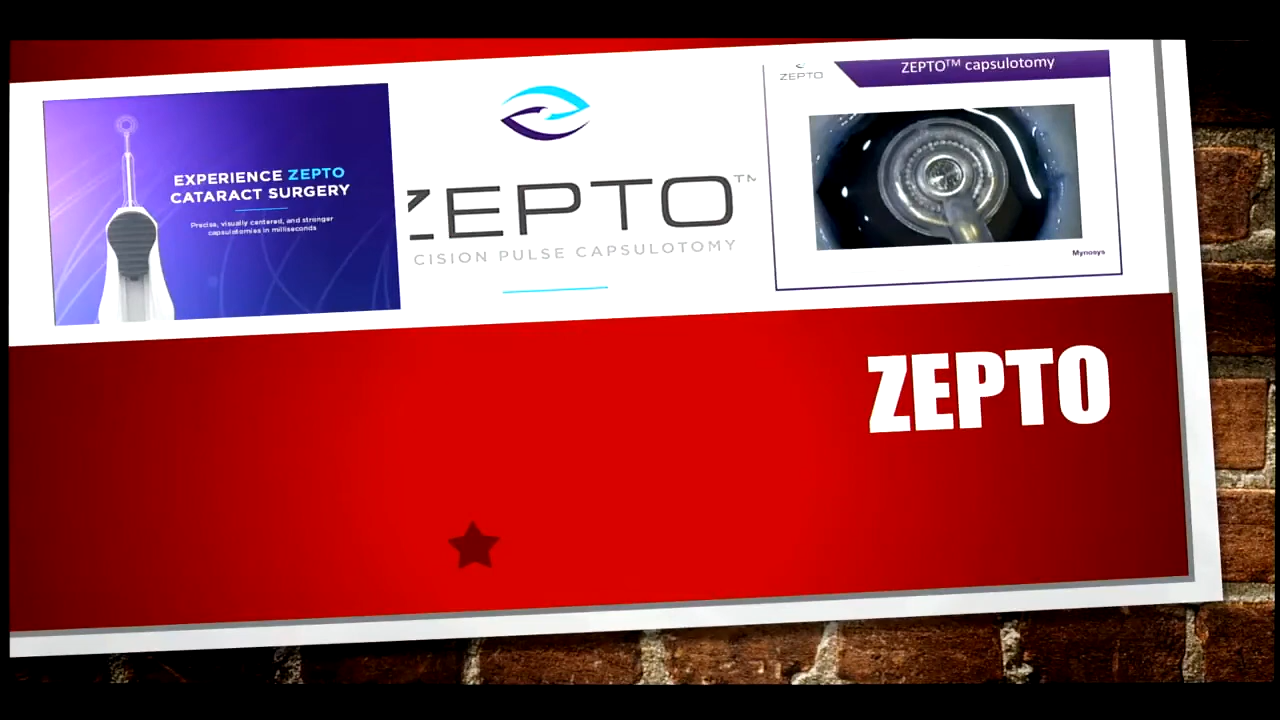 EXPERIENCE ZEPTO
CATARACT SURGERY
Precise, visually centered, and stronger
capsulotomies in milliseconds
ZEPTO™
CISION PULSE CAPSULOTOMY
ZEPTO
ZEPTO™ capsulotomy
Mynosys
ZEPTO